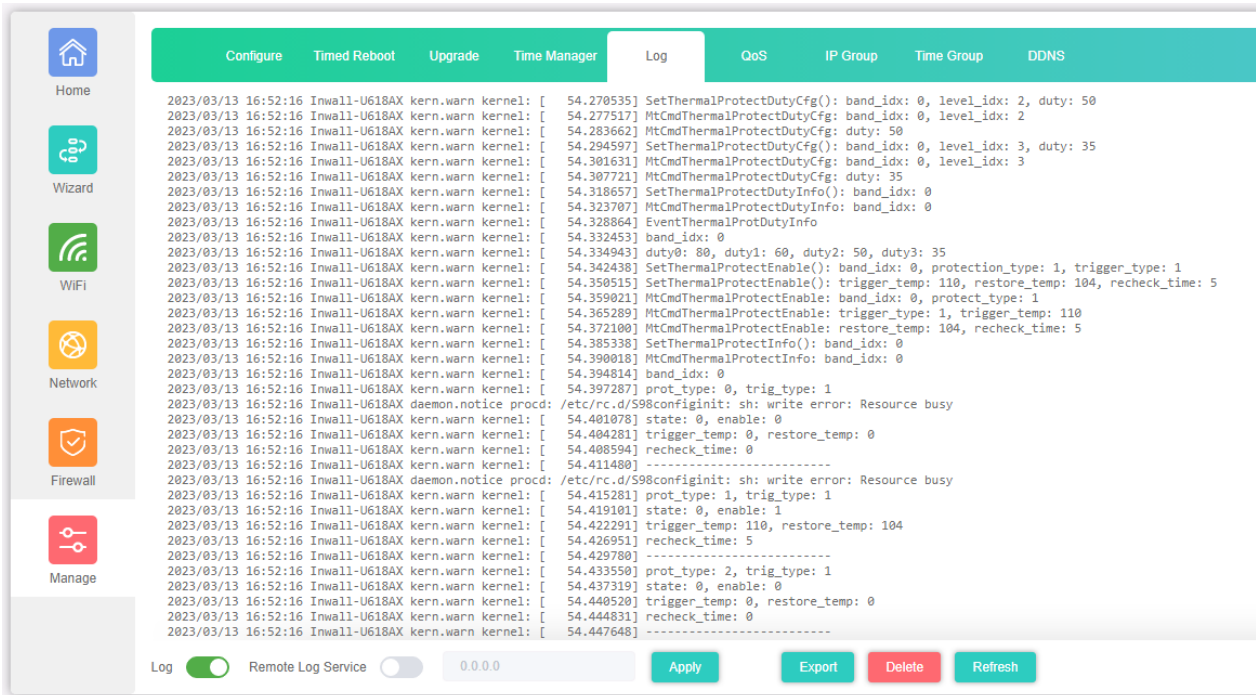 Home
Wizard
WiFi
Network
Firewall
Manage
Configure Timed Reboot Upgrade Time Manager Log QoS IP Group Time Group DDNS
2023/03/13 16:52:16 Inwall-U618AX kern.warn kernel: [   54.270535] SetThermalProtectDutyCfg(): band_idx: 0, level_idx: 2, duty: 50
2023/03/13 16:52:16 Inwall-U618AX kern.warn kernel: [   54.277517] MtCmdThermalProtectDutyCfg: band_idx: 0, level_idx: 2
2023/03/13 16:52:16 Inwall-U618AX kern.warn kernel: [   54.283662] MtCmdThermalProtectDutyCfg: duty: 50
2023/03/13 16:52:16 Inwall-U618AX kern.warn kernel: [   54.294597] SetThermalProtectDutyCfg(): band_idx: 0, level_idx: 3, duty: 35
2023/03/13 16:52:16 Inwall-U618AX kern.warn kernel: [   54.301631] MtCmdThermalProtectDutyCfg: band_idx: 0, level_idx: 3
2023/03/13 16:52:16 Inwall-U618AX kern.warn kernel: [   54.307721] MtCmdThermalProtectDutyCfg: duty: 35
2023/03/13 16:52:16 Inwall-U618AX kern.warn kernel: [   54.318657] SetThermalProtectDutyInfo(): band_idx: 0
2023/03/13 16:52:16 Inwall-U618AX kern.warn kernel: [   54.323707] MtCmdThermalProtectDutyInfo: band_idx: 0
2023/03/13 16:52:16 Inwall-U618AX kern.warn kernel: [   54.328864] EventThermalProtDutyInfo
2023/03/13 16:52:16 Inwall-U618AX kern.warn kernel: [   54.332453] band_idx: 0
2023/03/13 16:52:16 Inwall-U618AX kern.warn kernel: [   54.334943] duty0: 80, duty1: 60, duty2: 50, duty3: 35
2023/03/13 16:52:16 Inwall-U618AX kern.warn kernel: [   54.342438] SetThermalProtectEnable(): band_idx: 0, protection_type: 1, trigger_type: 1
2023/03/13 16:52:16 Inwall-U618AX kern.warn kernel: [   54.350515] SetThermalProtectEnable(): trigger_temp: 110, restore_temp: 104, recheck_time: 5
2023/03/13 16:52:16 Inwall-U618AX kern.warn kernel: [   54.359021] MtCmdThermalProtectEnable: band_idx: 0, protect_type: 1
2023/03/13 16:52:16 Inwall-U618AX kern.warn kernel: [   54.365289] MtCmdThermalProtectEnable: trigger_type: 1, trigger_temp: 110
2023/03/13 16:52:16 Inwall-U618AX kern.warn kernel: [   54.372100] MtCmdThermalProtectEnable: restore_temp: 104, recheck_time: 5
2023/03/13 16:52:16 Inwall-U618AX kern.warn kernel: [   54.385338] SetThermalProtectInfo(): band_idx: 0
2023/03/13 16:52:16 Inwall-U618AX kern.warn kernel: [   54.390018] MtCmdThermalProtectInfo: band_idx: 0
2023/03/13 16:52:16 Inwall-U618AX kern.warn kernel: [   54.394814] band_idx: 0
2023/03/13 16:52:16 Inwall-U618AX kern.warn kernel: [   54.397287] prot_type: 0, trig_type: 1
2023/03/13 16:52:16 Inwall-U618AX daemon.notice procd: /etc/rc.d/S98configinit: sh: write error: Resource busy
2023/03/13 16:52:16 Inwall-U618AX kern.warn kernel: [   54.401078] state: 0, enable: 0
2023/03/13 16:52:16 Inwall-U618AX kern.warn kernel: [   54.404281] trigger_temp: 0, restore_temp: 0
2023/03/13 16:52:16 Inwall-U618AX kern.warn kernel: [   54.408594] recheck_time: 0
2023/03/13 16:52:16 Inwall-U618AX kern.warn kernel: [   54.411480] ---------------------------
2023/03/13 16:52:16 Inwall-U618AX daemon.notice procd: /etc/rc.d/S98configinit: sh: write error: Resource busy
2023/03/13 16:52:16 Inwall-U618AX kern.warn kernel: [   54.415281] prot_type: 1, trig_type: 1
2023/03/13 16:52:16 Inwall-U618AX kern.warn kernel: [   54.419101] state: 0, enable: 1
2023/03/13 16:52:16 Inwall-U618AX kern.warn kernel: [   54.422291] trigger_temp: 110, restore_temp: 104
2023/03/13 16:52:16 Inwall-U618AX kern.warn kernel: [   54.426951] recheck_time: 5
2023/03/13 16:52:16 Inwall-U618AX kern.warn kernel: [   54.429780] ---------------------------
2023/03/13 16:52:16 Inwall-U618AX kern.warn kernel: [   54.433550] prot_type: 2, trig_type: 1
2023/03/13 16:52:16 Inwall-U618AX kern.warn kernel: [   54.437319] state: 0, enable: 0
2023/03/13 16:52:16 Inwall-U618AX kern.warn kernel: [   54.440520] trigger_temp: 0, restore_temp: 0
2023/03/13 16:52:16 Inwall-U618AX kern.warn kernel: [   54.444831] recheck_time: 0
2023/03/13 16:52:16 Inwall-U618AX kern.warn kernel: [   54.447648] ---------------------------
Log Remote Log Service 0.0.0.0 Apply Export Delete Refresh